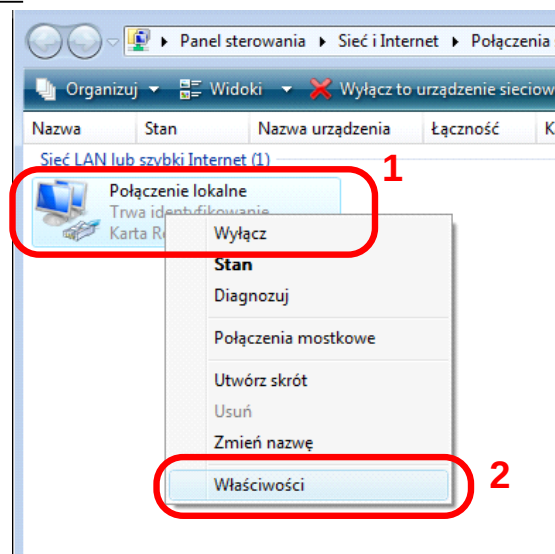 Panel sterowania Sieć i Internet Połączenia
Organizuj Widoki Wyłącz to urządzenie sieciow
Nazwa Stan Nazwa urządzenia Łączność K
Sieć LAN lub szybki Internet (1)
1
Połączenie lokalne
Trwa identyfikowanie
Karta Re
Wyłącz
Stan
Diagnozuj
Połączenia mostkowe
Utwórz skrót
Usuń
Zmień nazwę
Właściwości
2